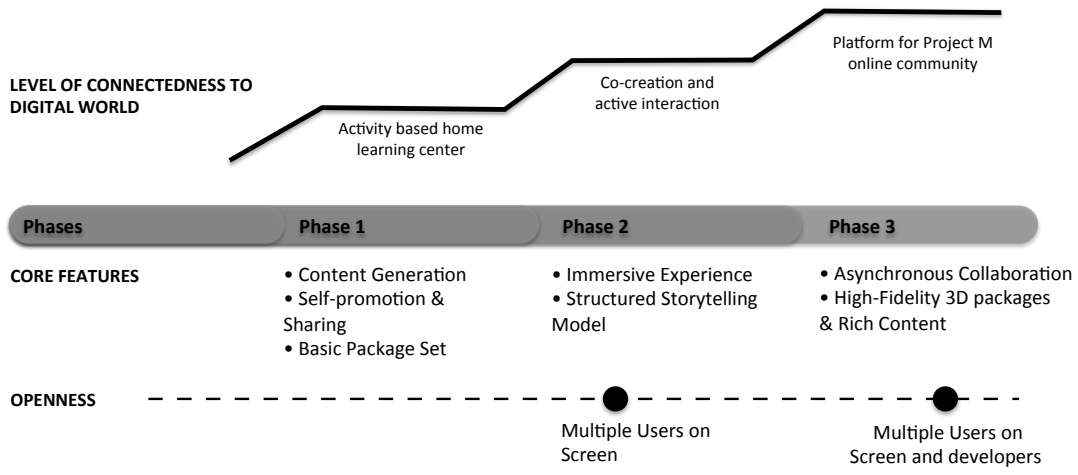 Platform for Project M
online community
LEVEL OF CONNECTEDNESS TO
DIGITAL WORLD
Co-creation and
active interaction
Activity based home
learning center
Phases
Phase 1
Phase 2
Phase 3
CORE FEATURES
• Content Generation
• Self-promotion &
Sharing
• Basic Package Set
• Immersive Experience
• Structured Storytelling
Model
• Asynchronous Collaboration
• High-Fidelity 3D packages
& Rich Content
OPENNESS
Multiple Users on
Screen
Multiple Users on
Screen and developers